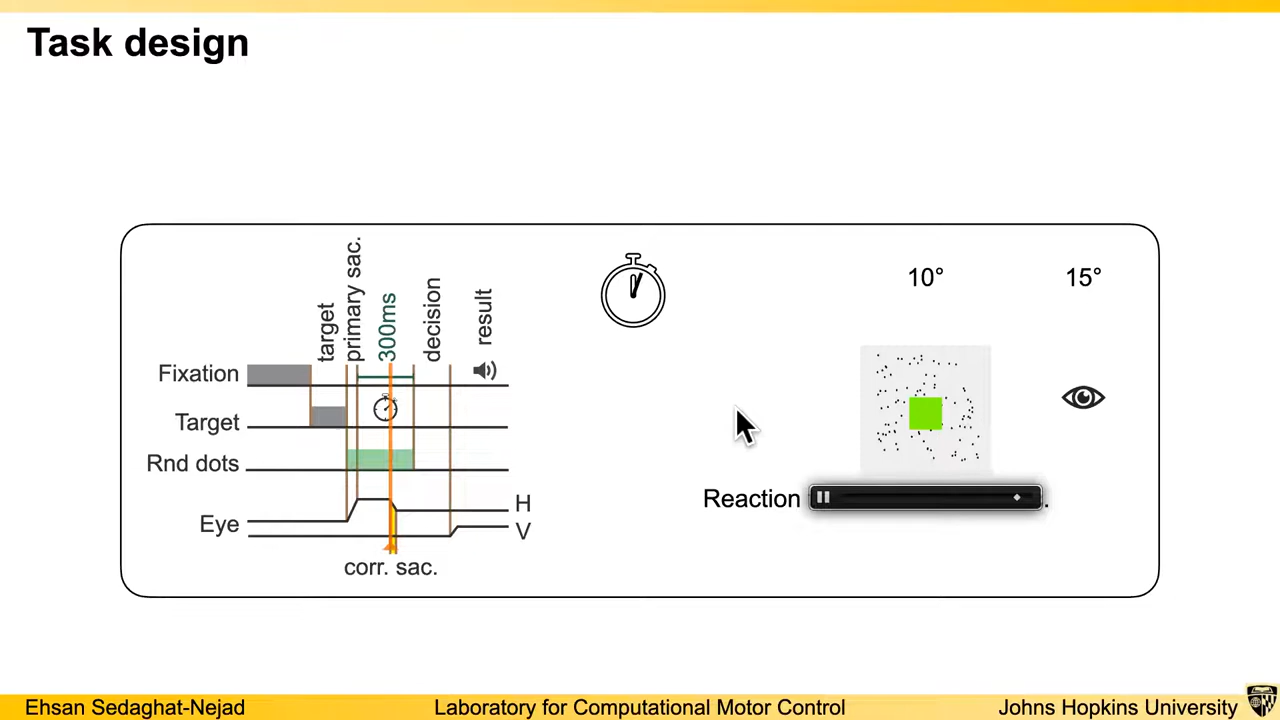 Task design
target
primary sac.
300ms
decision
result
Fixation
Target
Rnd dots
Eye
H
V
corr. sac.
10°
15°
Reaction
.
Ehsan Sedaghat-Nejad
Laboratory for Computational Motor Control
Johns Hopkins University